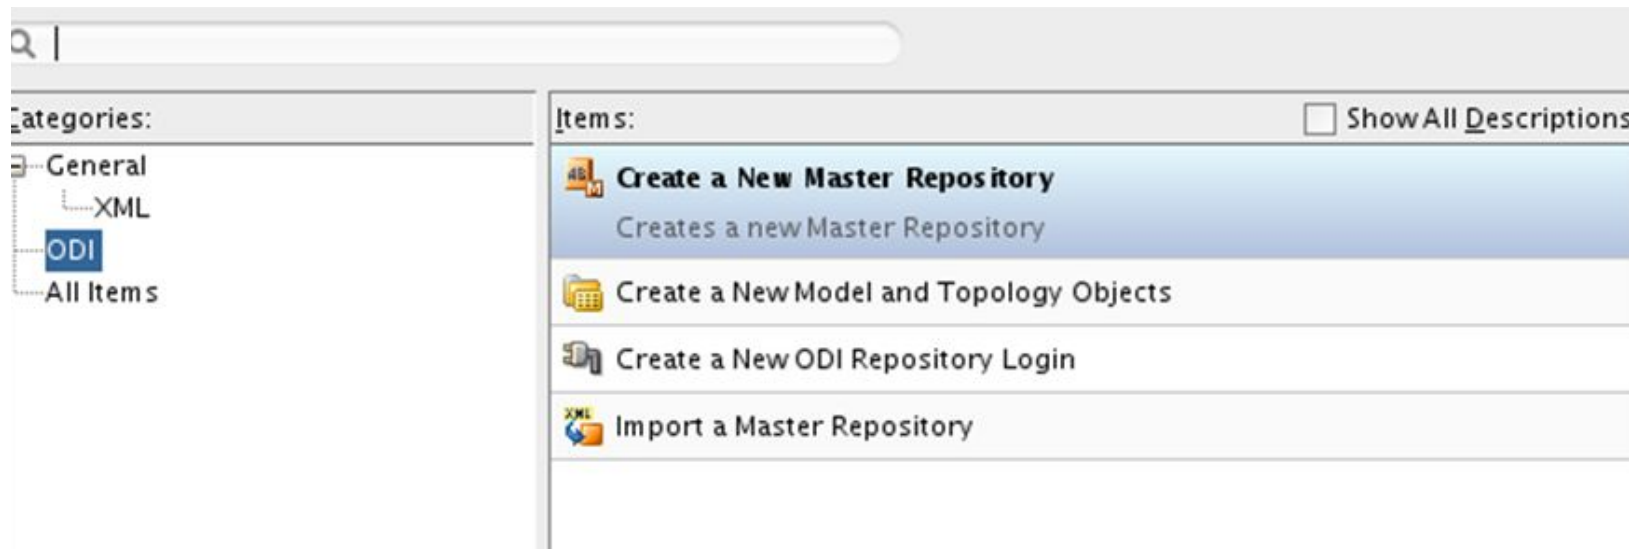 Categories:
General
XML
ODI
All Items
Items:
Show All Descriptions
Create a New Master Repository
Creates a new Master Repository
Create a New Model and Topology Objects
Create a New ODI Repository Login
Import a Master Repository